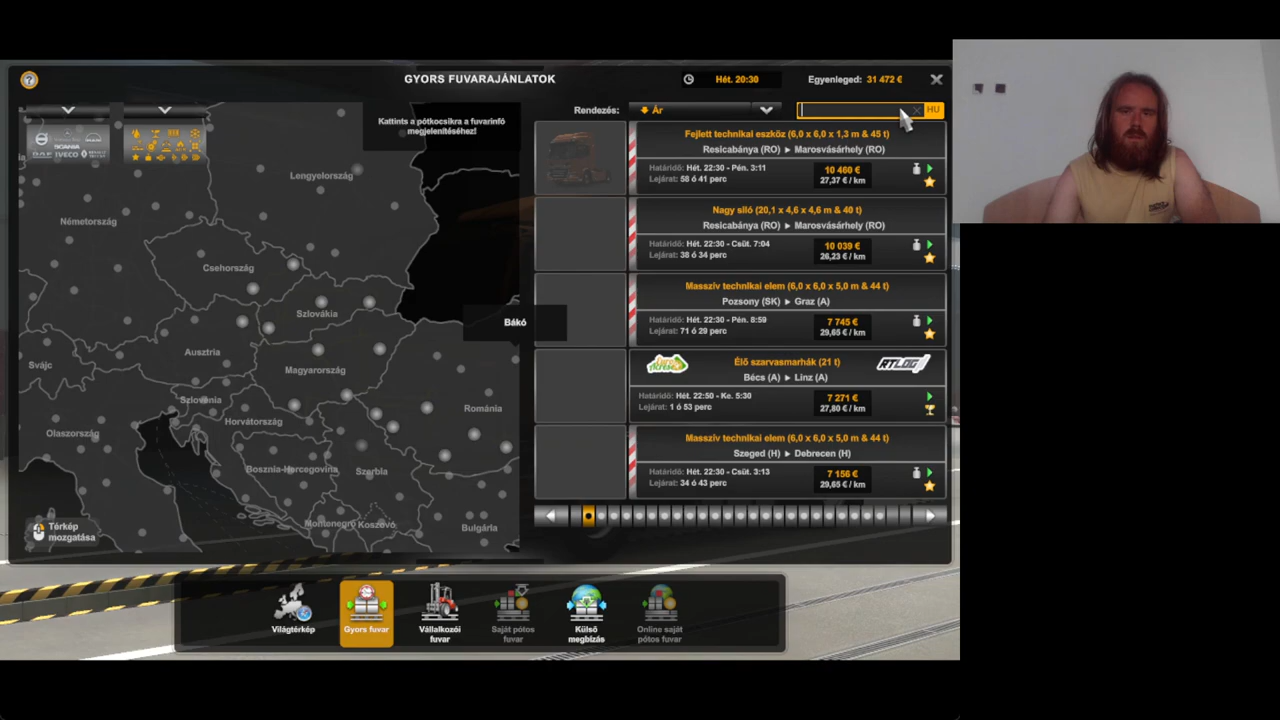 GYORS FUVARAJÁNLATOK
Hét. 20:30
Egyenleged: 31 472 €
Kattints a pótkocsikra a fuvarinfó
megjelenítéséhez!
Rendezés:
Ár
HU
SCANIA
IVECO
Lengyelország
Németország
Csehország
Szlovákia
Bákó
Ausztria
Svájc
Magyarország
Szlovénia
Románia
Horvátország
Olaszország
Bosznia-Hercegovina
Szerbia
Montenegró
Koszovó
Bulgária
Térkép
mozgatása
Fejlett technikai eszköz (6,0 x 6,0 x 1,3 m & 45 t)
Resicabánya (RO) ► Marosvásárhely (RO)
Határidő: Hét. 22:30 - Pén. 3:11
Lejárat: 58 ó 41 perc
10 460 €
27,37 € / km
Nagy siló (20,1 x 4,6 x 4,6 m & 40 t)
Resicabánya (RO) ► Marosvásárhely (RO)
Határidő: Hét. 22:30 - Csüt. 7:04
Lejárat: 38 ó 34 perc
10 039 €
26,23 € / km
Masszív technikai elem (6,0 x 6,0 x 5,0 m & 44 t)
Pozsony (SK) ► Graz (A)
Határidő: Hét. 22:30 - Pén. 8:59
Lejárat: 71 ó 29 perc
7 745 €
29,65 € / km
Élő szarvasmarhák (21 t)
RTLOG
Bécs (A) ► Linz (A)
Határidő: Hét. 22:50 - Ke. 5:30
Lejárat: 1 ó 53 perc
7 271 €
27,80 € / km
Masszív technikai elem (6,0 x 6,0 x 5,0 m & 44 t)
Szeged (H) ► Debrecen (H)
Határidő: Hét. 22:30 - Csüt. 3:13
Lejárat: 34 ó 43 perc
7 156 €
29,65 € / km
Világtérkép
Gyors fuvar
Vállalkozói
fuvar
Saját pótos
fuvar
Külső
megbízás
Online saját
pótos fuvar